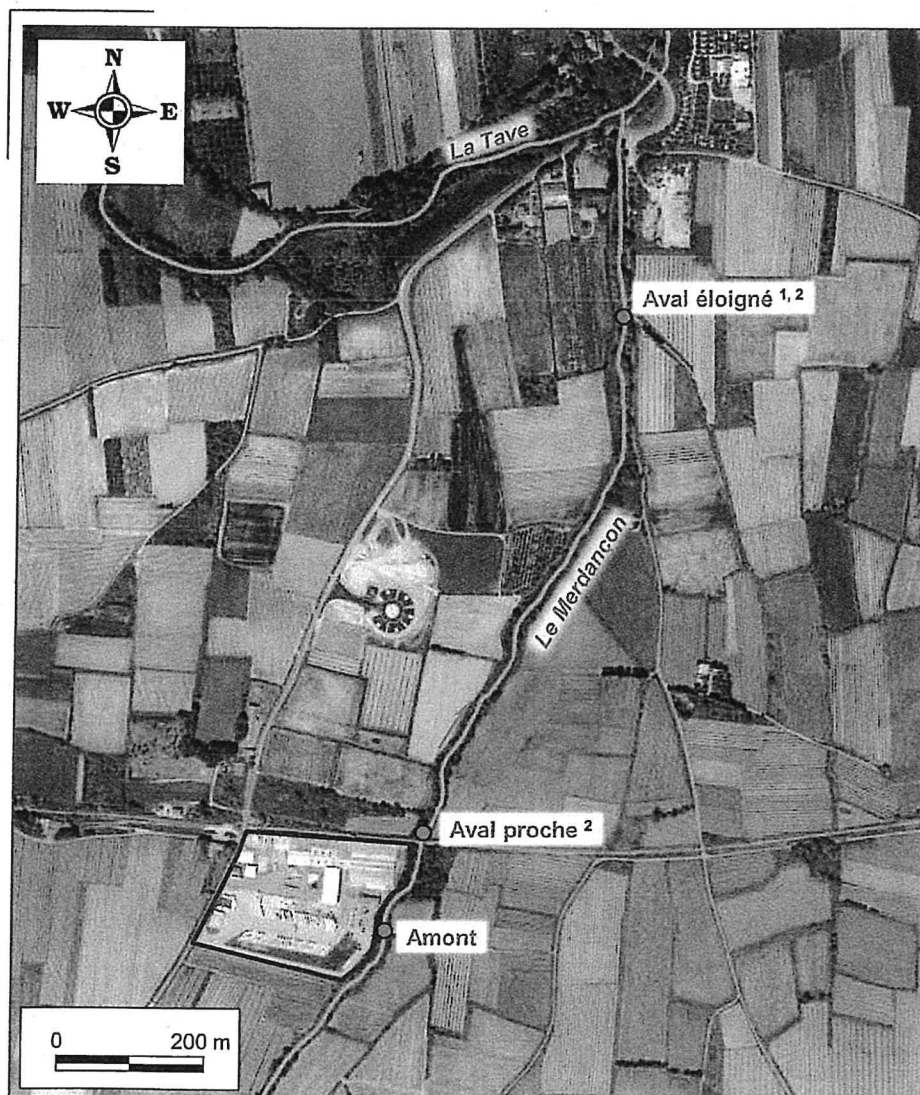 N
W E
S
La Tave
Aval éloigné 1, 2
Le Merdancon
Aval proche 2
Amont
0 200 m